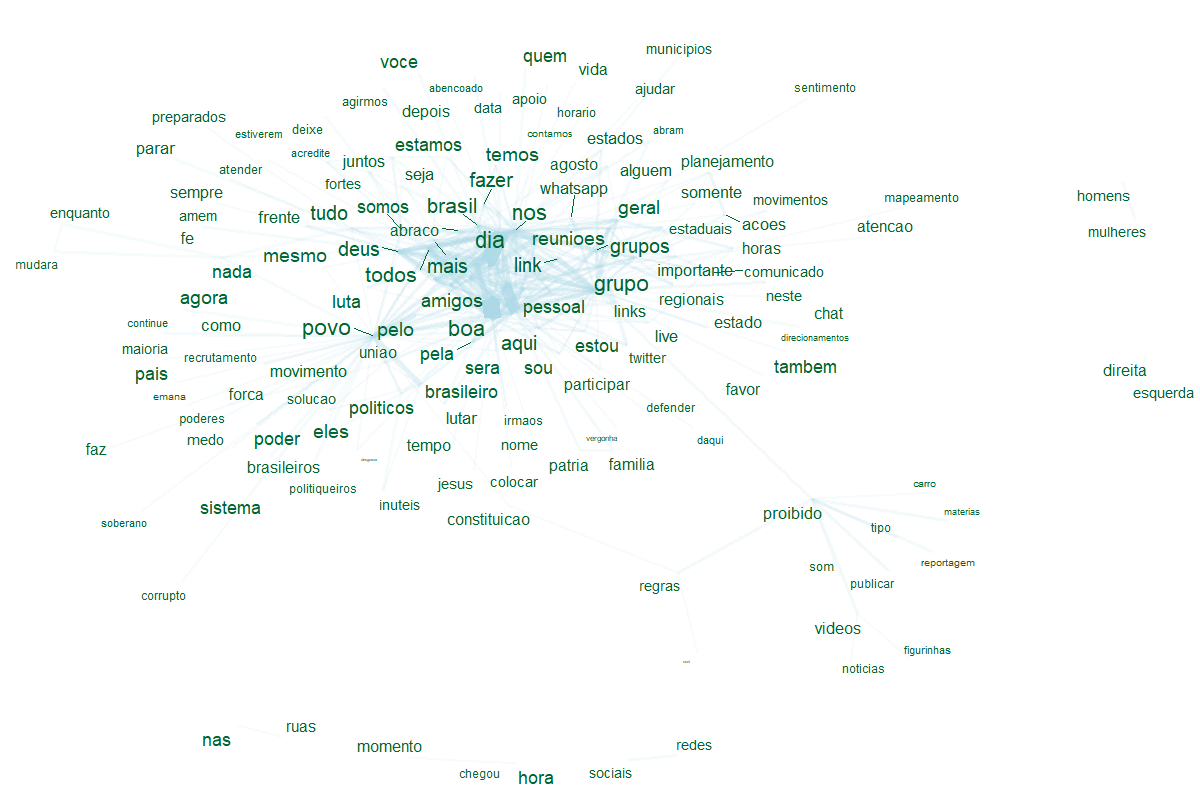 quem
municipios
voce
vida
abencoado
ajudar
sentimento
agirmos
apoio
data
depois
horario
preparados
deixe
estiverem
contamos
abram
estados
parar
estamos
acredite
temos
juntos
agosto
planejamento
atender
seja
alguem
fortes
fazer
whatsapp
sempre
somente
homens
mapeamento
movimentos
enquanto
amem
frente
tudo
somos
brasil
nos
geral
acoes
atencao
estaduais
abraco
mulheres
fe
dia
reunioes
grupos
horas
deus
mesmo
mudara
nada
todos
mais
link
importante
comunicado
grupo
agora
luta
amigos
pessoal
regionais
neste
links
chat
continue
como
povo
pelo
boa
estado
live
direcionamentos
maioria
recrutamento
uniao
pela
aqui
estou
twitter
pais
movimento
sera
sou
tambem
direita
participar
emana
forca
solucao
brasileiro
favor
esquerda
politicos
defender
poderes
lutar
irmaos
medo
poder
eles
vergonha
daqui
faz
tempo
nome
brasileiros
patria
familia
politiqueiros
jesus
colocar
carro
sistema
inuteis
materias
soberano
constituicao
proibido
tipo
reportagem
som
regras
publicar
corrupto
videos
figurinhas
noticias
ruas
nas
momento
redes
chegou
hora
sociais